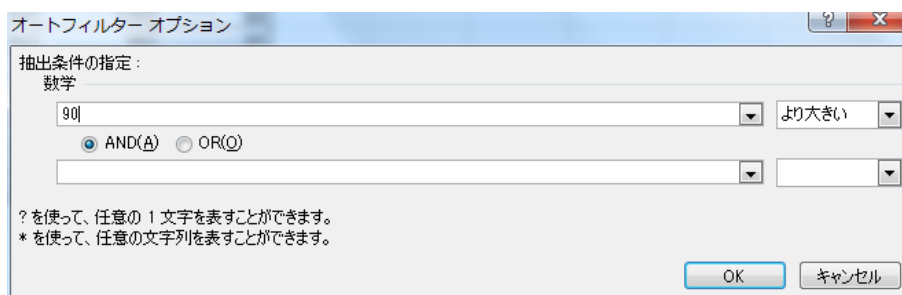 オートフィルター オプション
抽出条件の指定:
数学
90 より大きい
AND(A) OR(O)
? を使って、任意の 1 文字を表すことができます。
* を使って、任意の文字列を表すことができます。
OK キャンセル